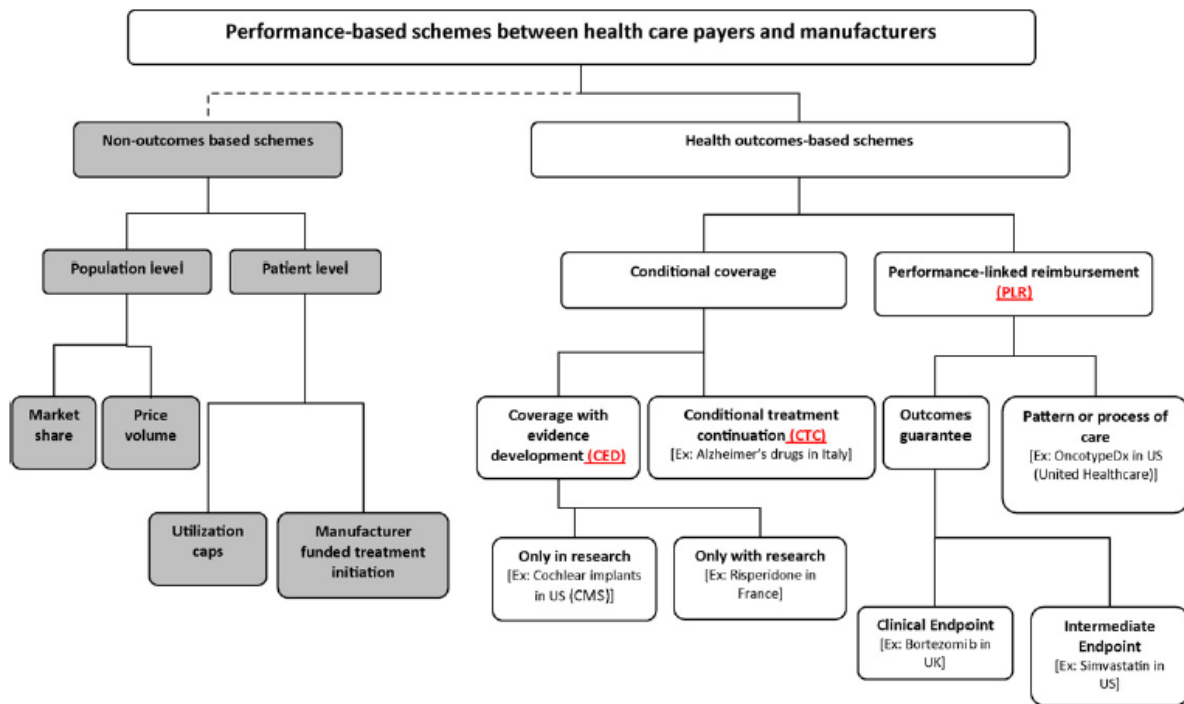 Performance-based schemes between health care payers and manufacturers
Non-outcomes based schemes
Health outcomes-based schemes
Population level
Patient level
Conditional coverage
Performance-linked reimbursement
(PLR)
Market
share
Price
volume
Coverage with
evidence
development (CED)
Conditional treatment
continuation (CTC)
[Ex: Alzheimer's drugs in Italy]
Outcomes
guarantee
Pattern or process of
care
[Ex: OncotypeDx in US
(United Healthcare)]
Utilization
caps
Manufacturer
funded treatment
initiation
Only in research
[Ex: Cochlear implants
in US (CMS)]
Only with research
[Ex: Risperidone in
France]
Clinical Endpoint
[Ex: Bortezomib in
UK]
Intermediate
Endpoint
[Ex: Simvastatin in
US]